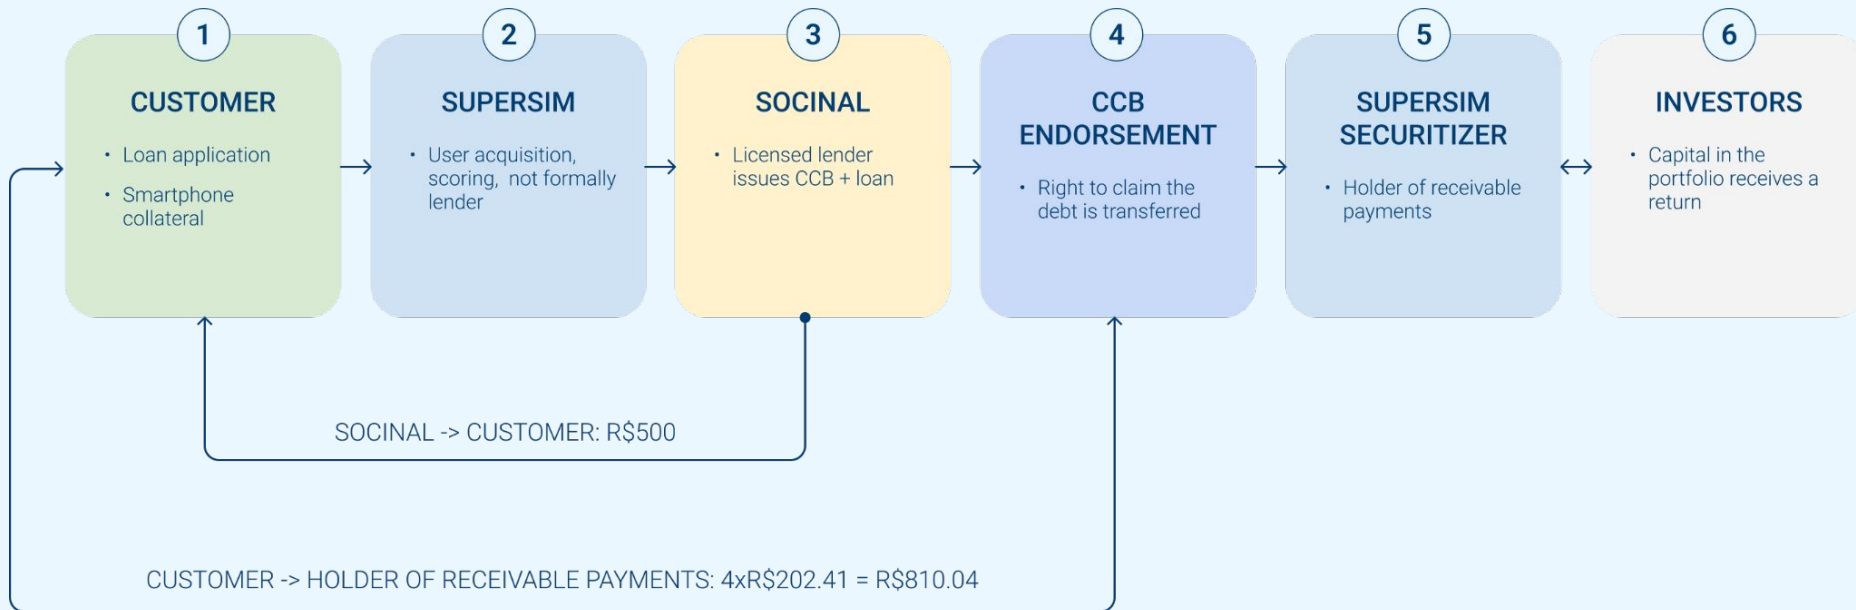 1
CUSTOMER
• Loan application
• Smartphone
collateral
2
SUPERSIM
• User acquisition,
scoring, not formally
lender
3
SOCINAL
• Licensed lender
issues CCB + loan
4
CCB
ENDORSEMENT
• Right to claim the
debt is transferred
5
SUPERSIM
SECURITIZER
• Holder of receivable
payments
6
INVESTORS
• Capital in the
portfolio receives a
return
SOCINAL -> CUSTOMER: R$500
CUSTOMER -> HOLDER OF RECEIVABLE PAYMENTS: 4xR$202.41 = R$810.04